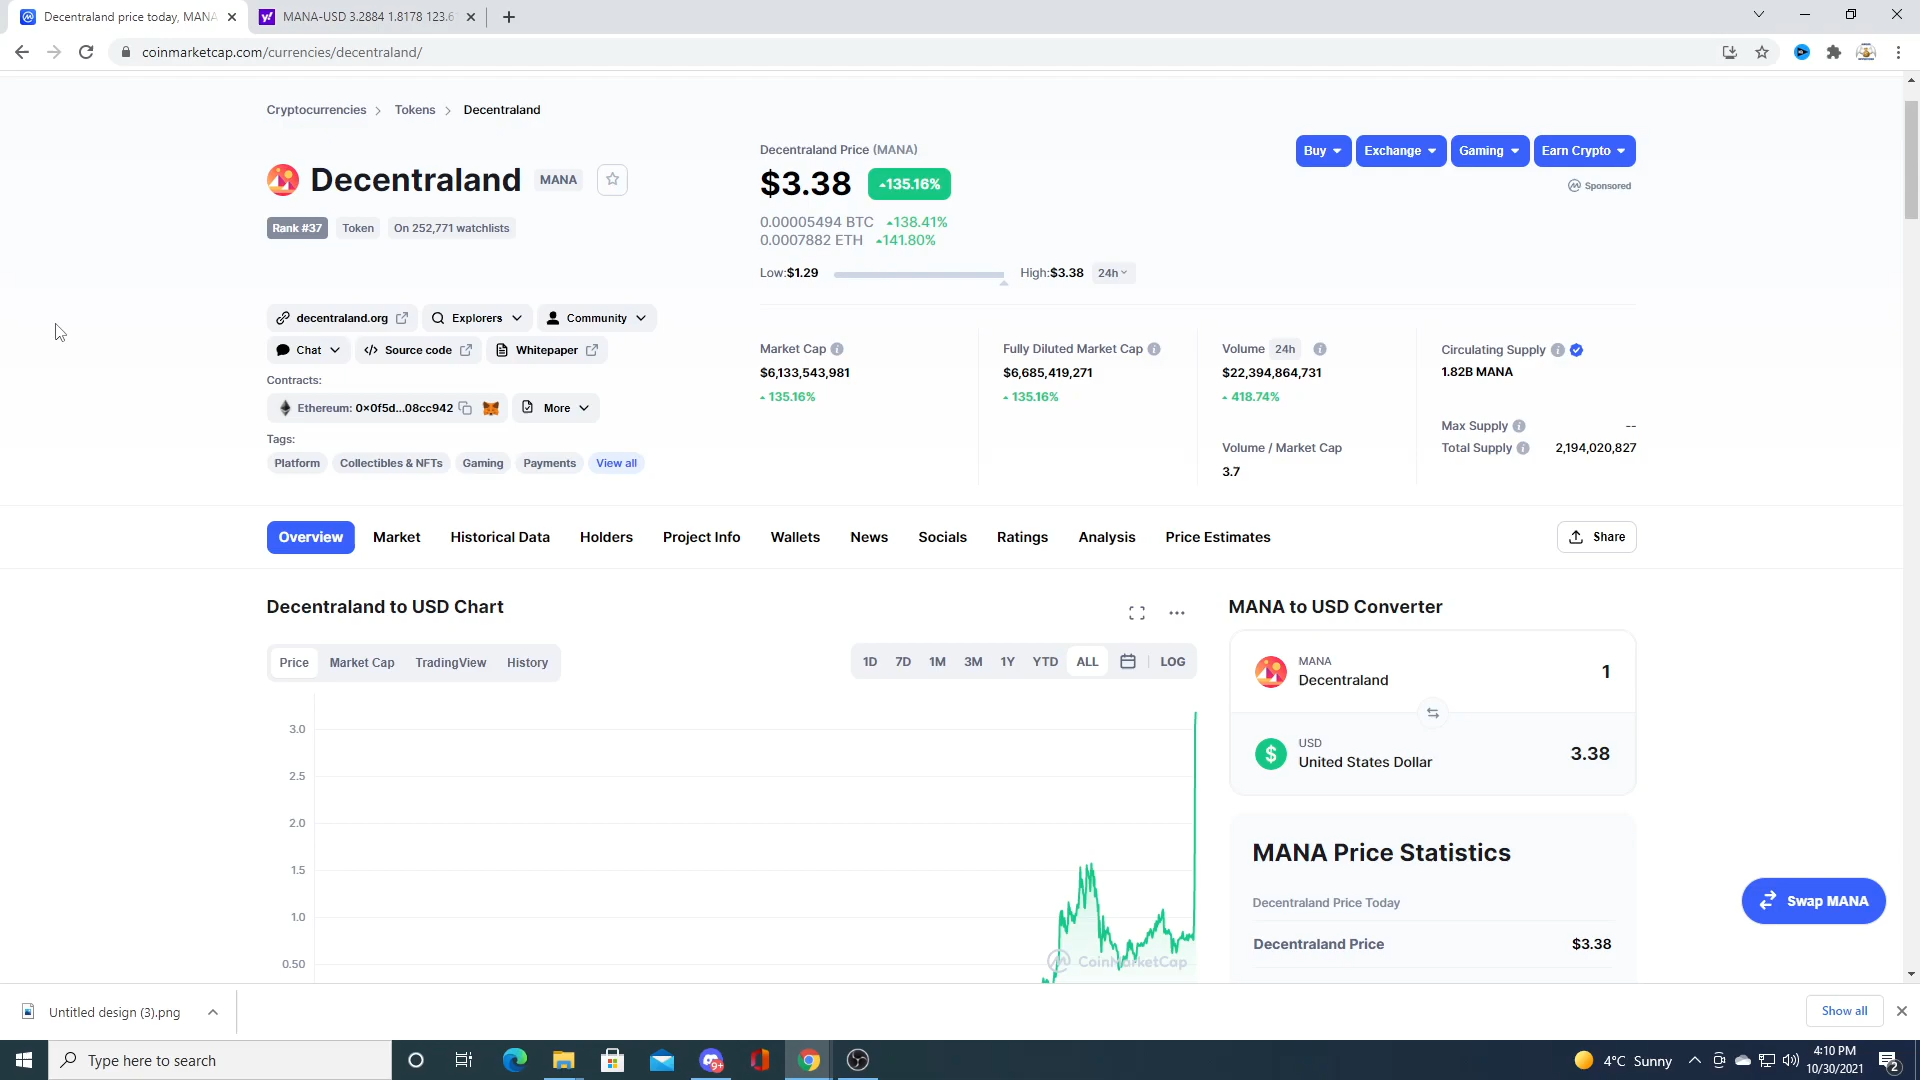 Decentraland price today, MANA
MANA-USD 3.2884 1.8178 123.6
coinmarketcap.com/currencies/decentraland/
Cryptocurrencies > Tokens > Decentraland
Decentraland MANA
Rank #37 Token On 252,771 watchlists
decentraland.org Explorers Community
Chat Source code Whitepaper
Contracts:
Ethereum: 0x0f5d...08cc942 More
Tags:
Platform Collectibles & NFTs Gaming Payments View all
Decentraland Price (MANA)
$3.38 135.16%
0.00005494 BTC 138.41%
0.0007882 ETH 141.80%
Low:$1.29 High:$3.38 24h
Buy Exchange Gaming Earn Crypto
Sponsored
Market Cap
$6,133,543,981
135.16%
Fully Diluted Market Cap
$6,685,419,271
135.16%
Volume 24h
$22,394,864,731
418.74%
Volume / Market Cap
3.7
Circulating Supply
1.82B MANA
Max Supply --
Total Supply 2,194,020,827
Overview Market Historical Data Holders Project Info Wallets News Socials Ratings Analysis Price Estimates Share
Decentraland to USD Chart
Price Market Cap TradingView History
1D 7D 1M 3M 1Y YTD ALL LOG
3.0
2.5
2.0
1.5
1.0
0.50
CoinMarketCap
MANA to USD Converter
MANA
Decentraland 1
USD
United States Dollar 3.38
MANA Price Statistics
Decentraland Price Today
Decentraland Price $3.38
Swap MANA
Untitled design (3).png
Show all
Type here to search
9+
4°C Sunny
4:10 PM
10/30/2021
2